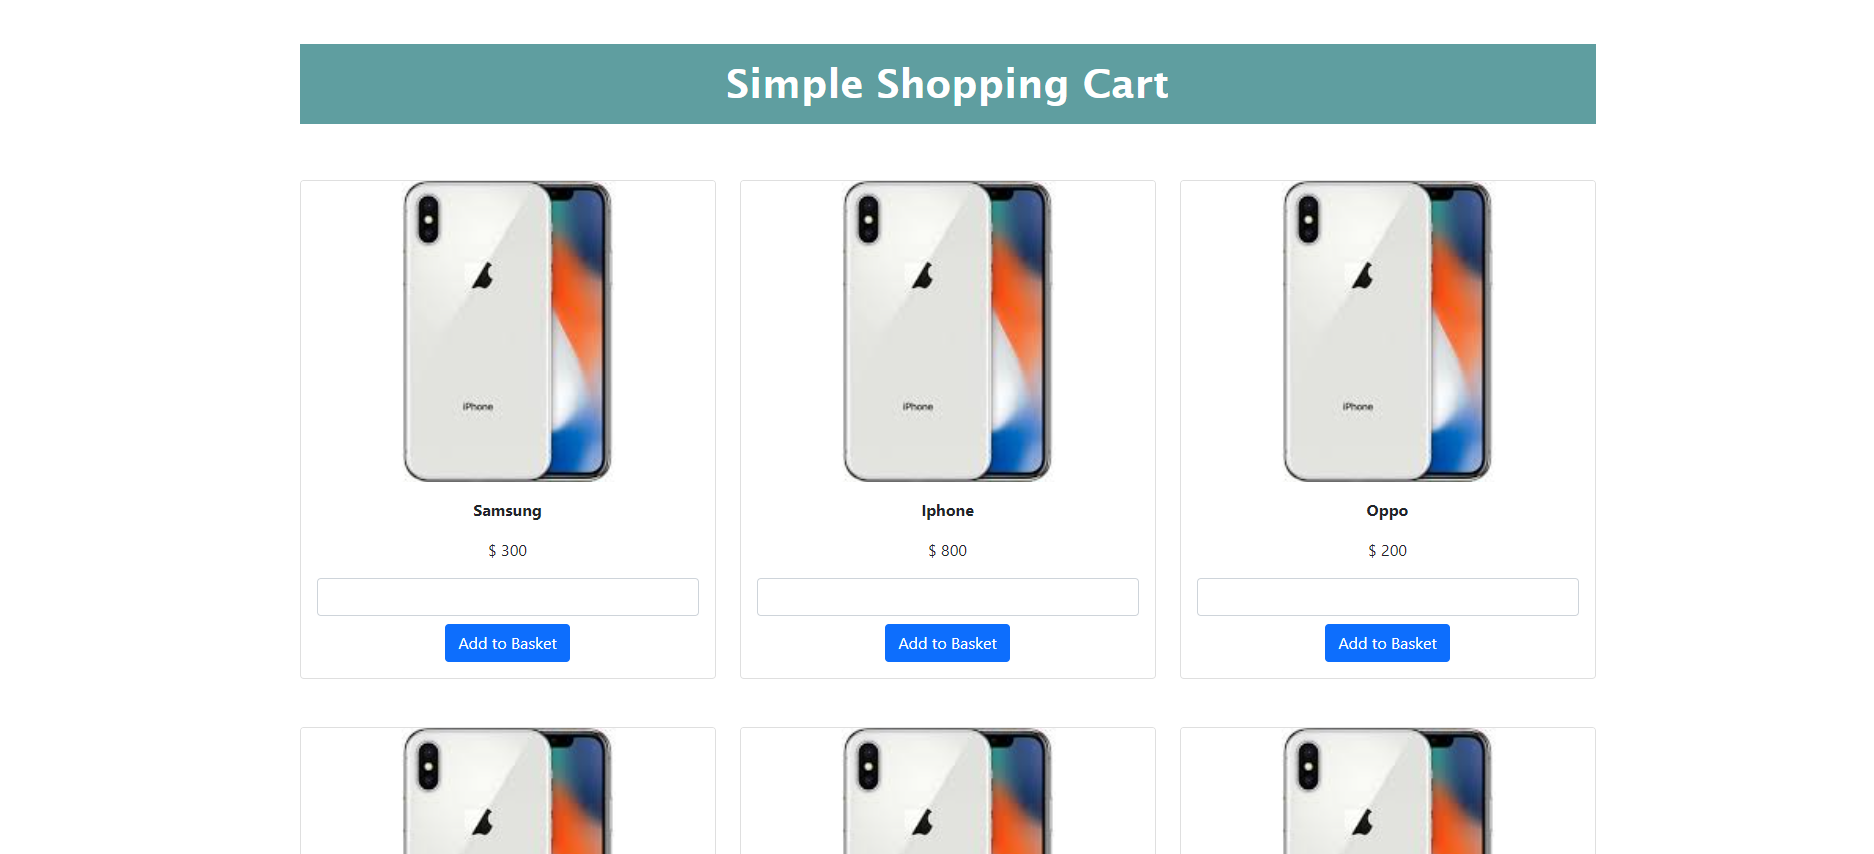 Simple Shopping Cart
iPhone
iPhone
iPhone
Samsung
Iphone
Oppo
$ 300
$ 800
$ 200
Add to Basket
Add to Basket
Add to Basket